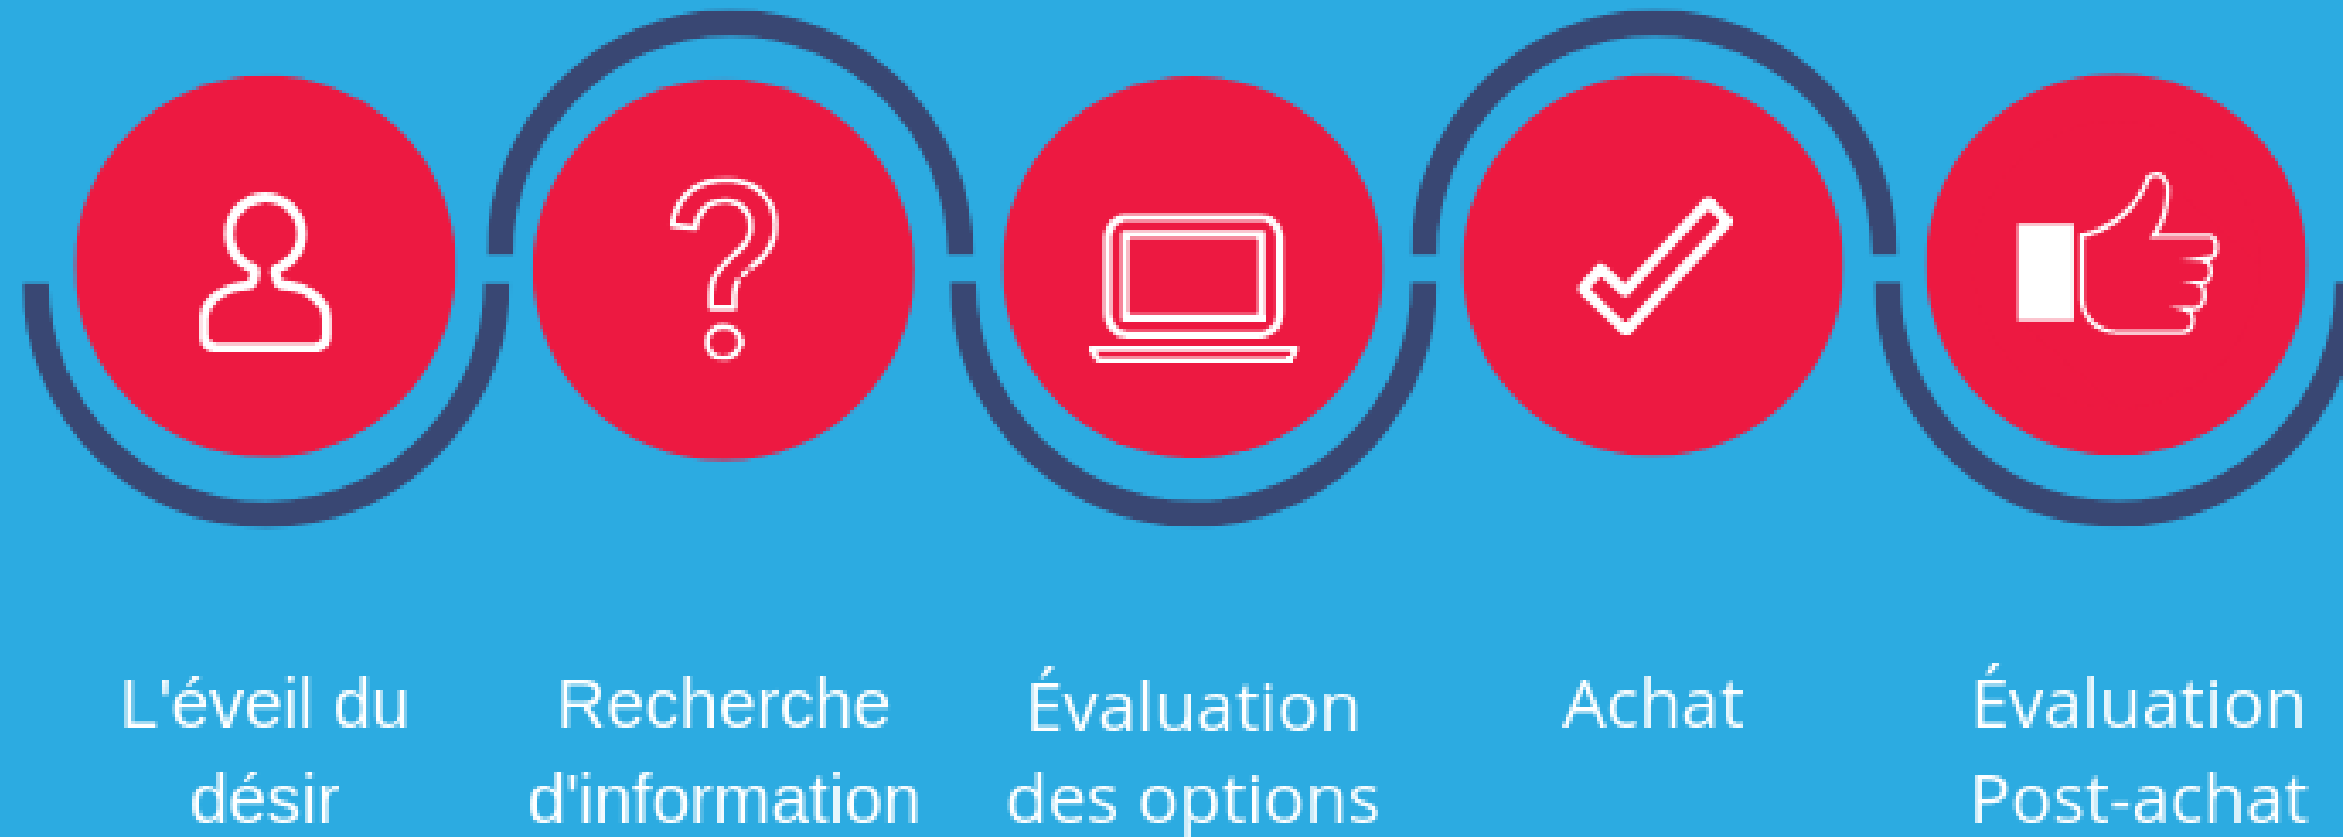 L'éveil du
désir
Recherche
d'information
Évaluation
des options
Achat
Évaluation
Post-achat